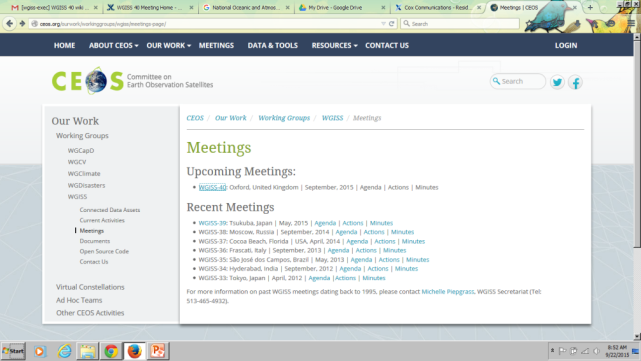 [wgiss-exec] WGISS 40 wiki ...
WGISS 40 Meeting Home - ...
National Oceanic and Atmo...
My Drive - Google Drive
Cox Communications - Resid...
Meetings | CEOS
ceos.org/ourwork/workinggroups/wgiss/meetings-page/
Search
HOME ABOUT CEOS OUR WORK MEETINGS DATA & TOOLS RESOURCES CONTACT US LOGIN
CEOS
Committee on
Earth Observation Satellites
Search
Our Work
Working Groups
WGCapD
WGCV
WGClimate
WGDisasters
WGISS
Connected Data Assets
Current Activities
Meetings
Documents
Open Source Code
Contact Us
Virtual Constellations
Ad Hoc Teams
Other CEOS Activities
CEOS / Our Work / Working Groups / WGISS / Meetings
Meetings
Upcoming Meetings:
WGISS-40: Oxford, United Kingdom | September, 2015 | Agenda | Actions | Minutes
Recent Meetings
WGISS-39: Tsukuba, Japan | May, 2015 | Agenda | Actions | Minutes
WGISS-38: Moscow, Russia | September, 2014 | Agenda | Actions | Minutes
WGISS-37: Cocoa Beach, Florida | USA, April, 2014 | Agenda | Actions | Minutes
WGISS-36: Frascati, Italy | September, 2013 | Agenda | Actions | Minutes
WGISS-35: São José dos Campos, Brazil | May, 2013 | Agenda | Actions | Minutes
WGISS-34: Hyderabad, India | September, 2012 | Agenda | Actions | Minutes
WGISS-33: Tokyo, Japan | April, 2012 | Agenda |Actions | Minutes
For more information on past WGISS meetings dating back to 1995, please contact Michelle Piepgrass, WGISS Secretariat (Tel:
513-465-4932).
Start
8:52 AM
9/22/2015